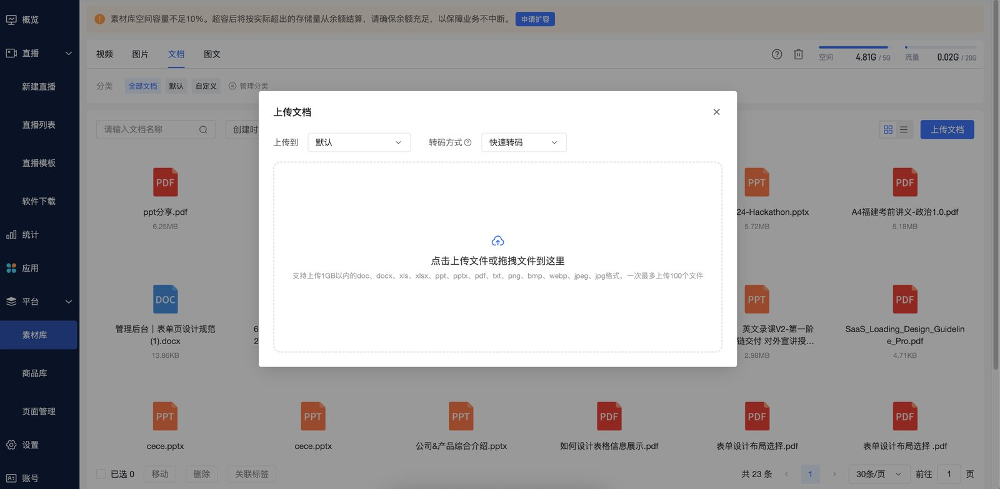 概览
直播
新建直播
直播列表
直播模板
软件下载
统计
应用
平台
素材库
商品库
页面管理
设置
账号
素材库空间容量不足10%。超容后将按实际超出的存储量从余额结算，请确保余额充足，以保障业务不中断。 申请扩容
视频 图片 文档 图文
空间 4.81G / 5G 流量 0.02G / 20G
分类 全部文档 默认 自定义 管理分类
请输入文档名称 创建时 上传文档
上传文档
上传到 默认 转码方式 快速转码
点击上传文件或拖拽文件到这里
支持上传1GB以内的doc、docx、xls、xlsx、ppt、pptx、pdf、txt、png、bmp、webp、jpeg、jpg格式，一次最多上传100个文件
PDF PPT PDF
ppt分享.pdf 24-Hackathon.pptx A4福建考前讲义-政治1.0.pdf
6.25MB 5.72MB 5.18MB
DOC PPT PDF
管理后台｜表单页设计规范 6 英文录课V2-第一阶 SaaS_Loading_Design_Guidelin
(1).docx 2 链交付 对外宣讲授... e_Pro.pdf
13.86KB 2.98MB 4.71KB
PPT PPT PPT PDF PDF PDF
cece.pptx cece.pptx 公司&产品综合介绍.pptx 如何设计表格信息展示.pdf 表单设计布局选择.pdf 表单设计布局选择 .pdf
已选 0 移动 删除 关联标签 共 23 条 1 30条/页 前往 1 页